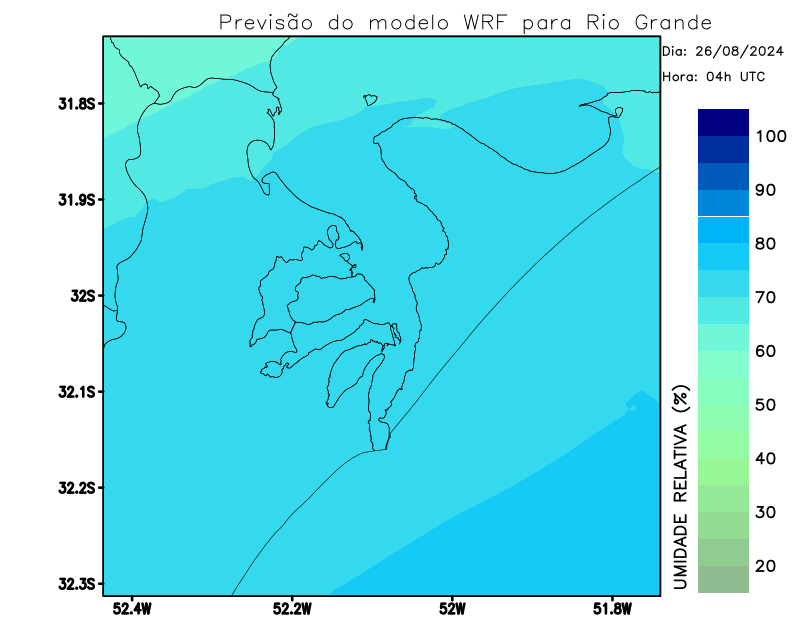 Previsão do modelo WRF para Rio Grande
Dia: 26/08/2024
Hora: 04h UTC
31.8S
31.9S
32S
32.1S
32.2S
32.3S
52.4W
52.2W
52W
51.8W
100
90
80
70
60
50
40
30
20
UMIDADE RELATIVA (%)